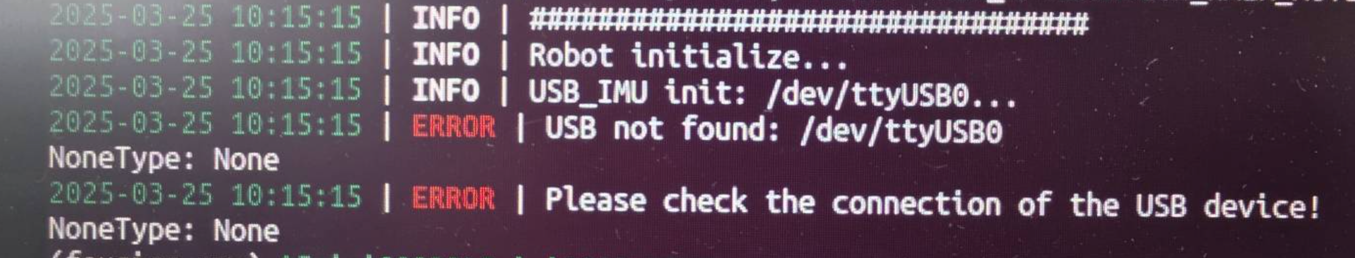 2025-03-25 10:15:15 | INFO | ##################################
2025-03-25 10:15:15 | INFO | Robot initialize...
2025-03-25 10:15:15 | INFO | USB_IMU init: /dev/ttyUSB0...
2025-03-25 10:15:15 | ERROR | USB not found: /dev/ttyUSB0
NoneType: None
2025-03-25 10:15:15 | ERROR | Please check the connection of the USB device!
NoneType: None